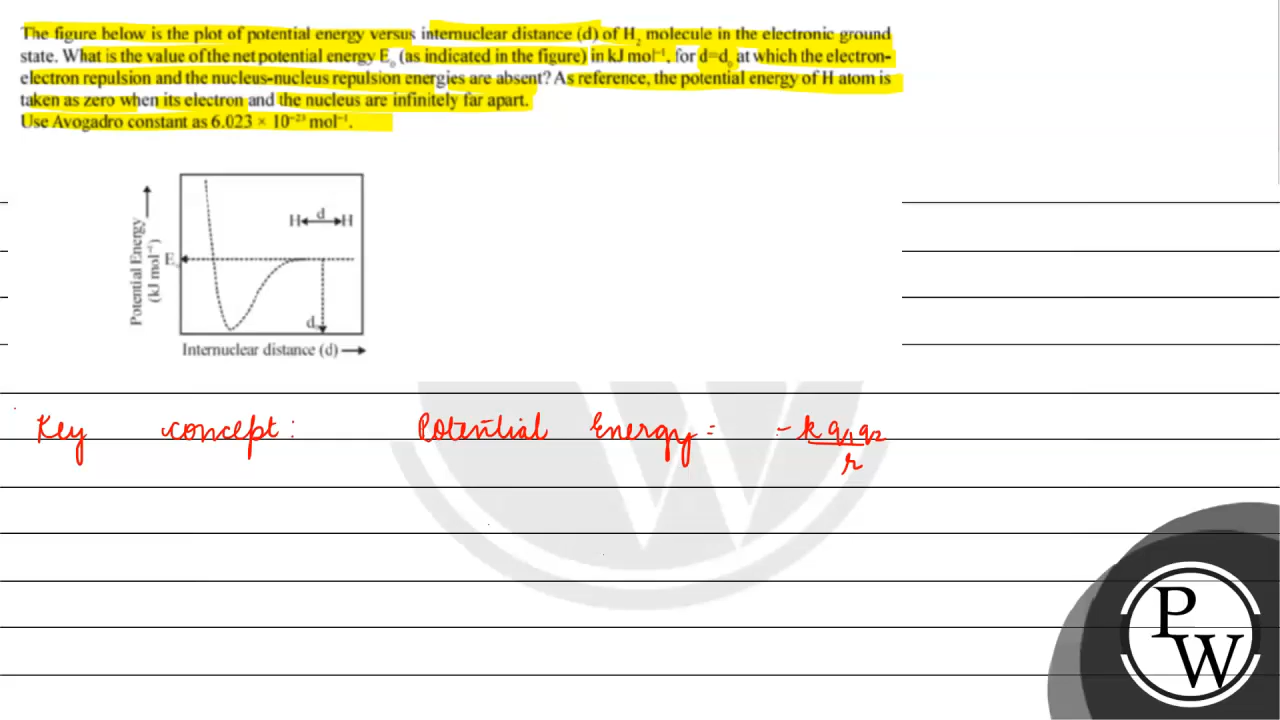 The figure below is the plot of potential energy versus internuclear distance (d) of H₂ molecule in the electronic ground
state. What is the value of the net potential energy E₀ (as indicated in the figure) in kJ mol⁻¹, for d=d₀ at which the electron-
electron repulsion and the nucleus-nucleus repulsion energies are absent? As reference, the potential energy of H atom is
taken as zero when its electron and the nucleus are infinitely far apart.
Use Avogadro constant as 6.023 × 10⁻²³ mol⁻¹.
Potential Energy
(kJ mol⁻¹)
H d H
E₀
d₀
Internuclear distance (d)
Key concept: Potential Energy = - k q₁q₂
r
P
W